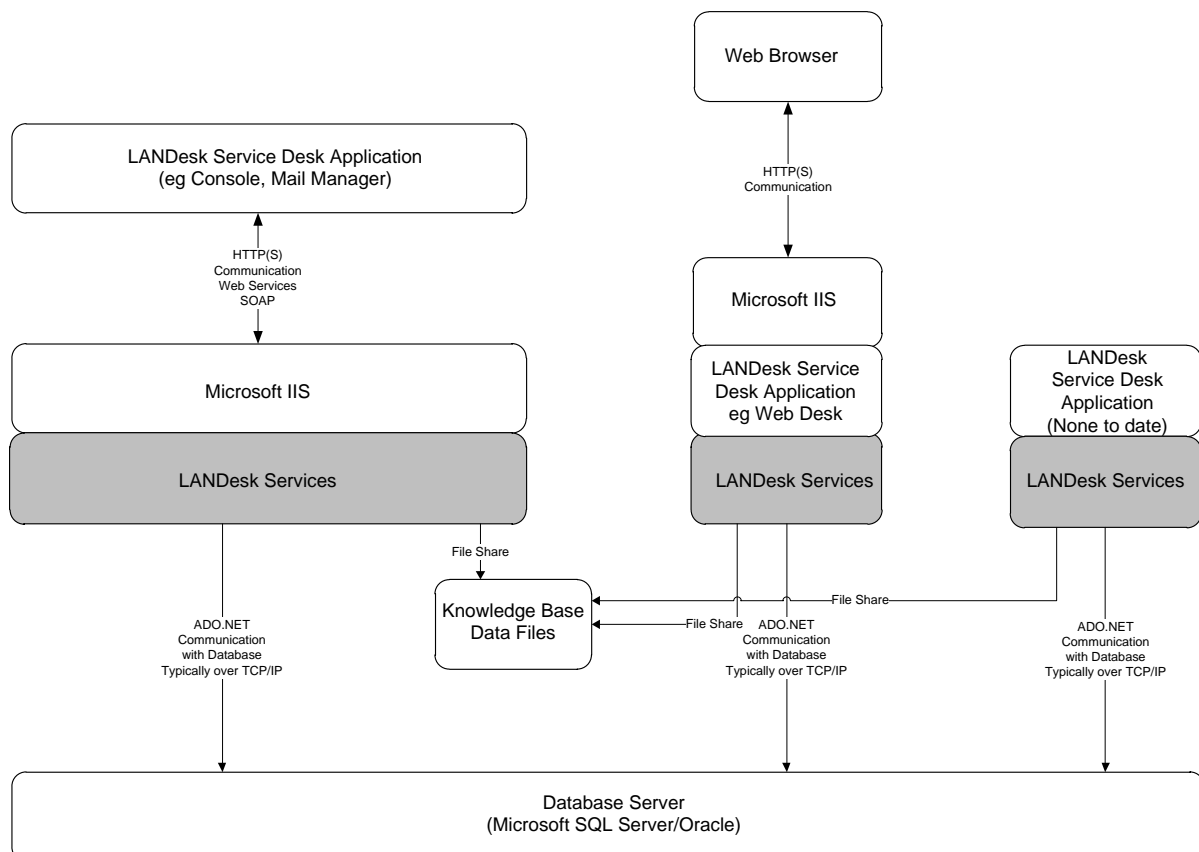 Web Browser
LANDesk Service Desk Application
(eg Console, Mail Manager)
HTTP(S)
Communication
HTTP(S)
Communication
Web Services
SOAP
Microsoft IIS
Microsoft IIS
LANDesk Service
Desk Application
eg Web Desk
LANDesk
Service Desk
Application
(None to date)
LANDesk Services
LANDesk Services
LANDesk Services
File Share
Knowledge Base
Data Files
File Share
File Share
ADO.NET
Communication
with Database
Typically over TCP/IP
ADO.NET
Communication
with Database
Typically over TCP/IP
ADO.NET
Communication
with Database
Typically over TCP/IP
Database Server
(Microsoft SQL Server/Oracle)